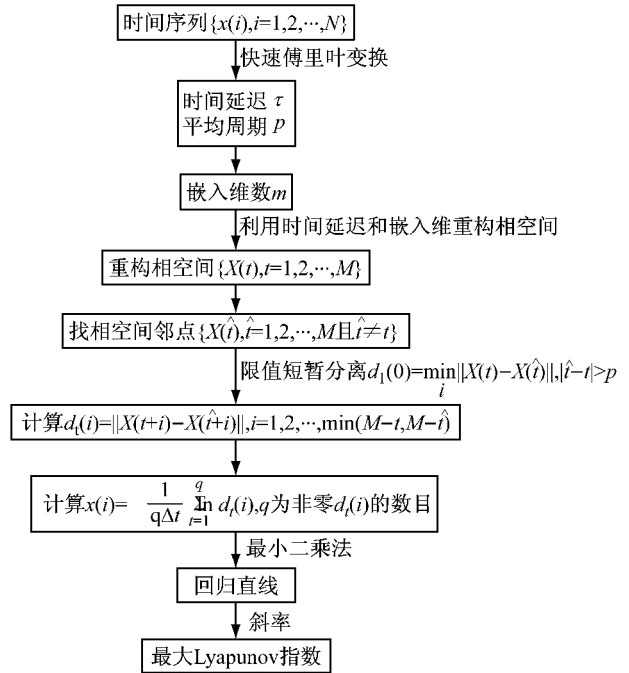 时间序列{x(i),i=1,2,···,N}
快速傅里叶变换
时间延迟 τ
平均周期 p
嵌入维数m
利用时间延迟和嵌入维重构相空间
重构相空间{X(t),t=1,2,···,M}
找相空间邻点{X(t̂),t̂=1,2,···,M且t̂≠t}
限值短暂分离d₁(0)=min||X(t)−X(t̂)||,|t̂−t|>p
i
计算dt(i)=||X(t+i)−X(t̂+i)||,i=1,2,···,min(M−t,M−t̂)
计算x(i)= 1/qΔt q∑t=1 ln dt(i),q为非零dt(i)的数目
最小二乘法
回归直线
斜率
最大Lyapunov指数